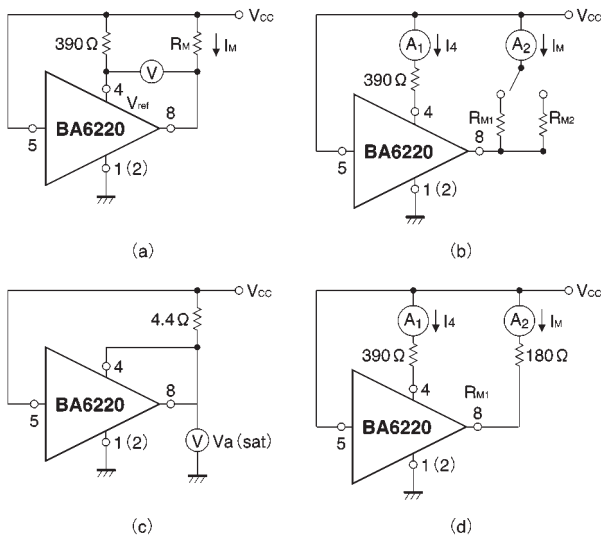 VCC
390Ω
RM
IM
V
4
Vref
8
BA6220
5
1(2)
(a)
VCC
A1
I4
A2
IM
390Ω
4
RM1
RM2
8
BA6220
5
1(2)
(b)
VCC
4.4Ω
4
8
BA6220
5
1(2)
V
Va(sat)
(c)
VCC
A1
I4
A2
IM
390Ω
180Ω
4
RM1
8
BA6220
5
1(2)
(d)